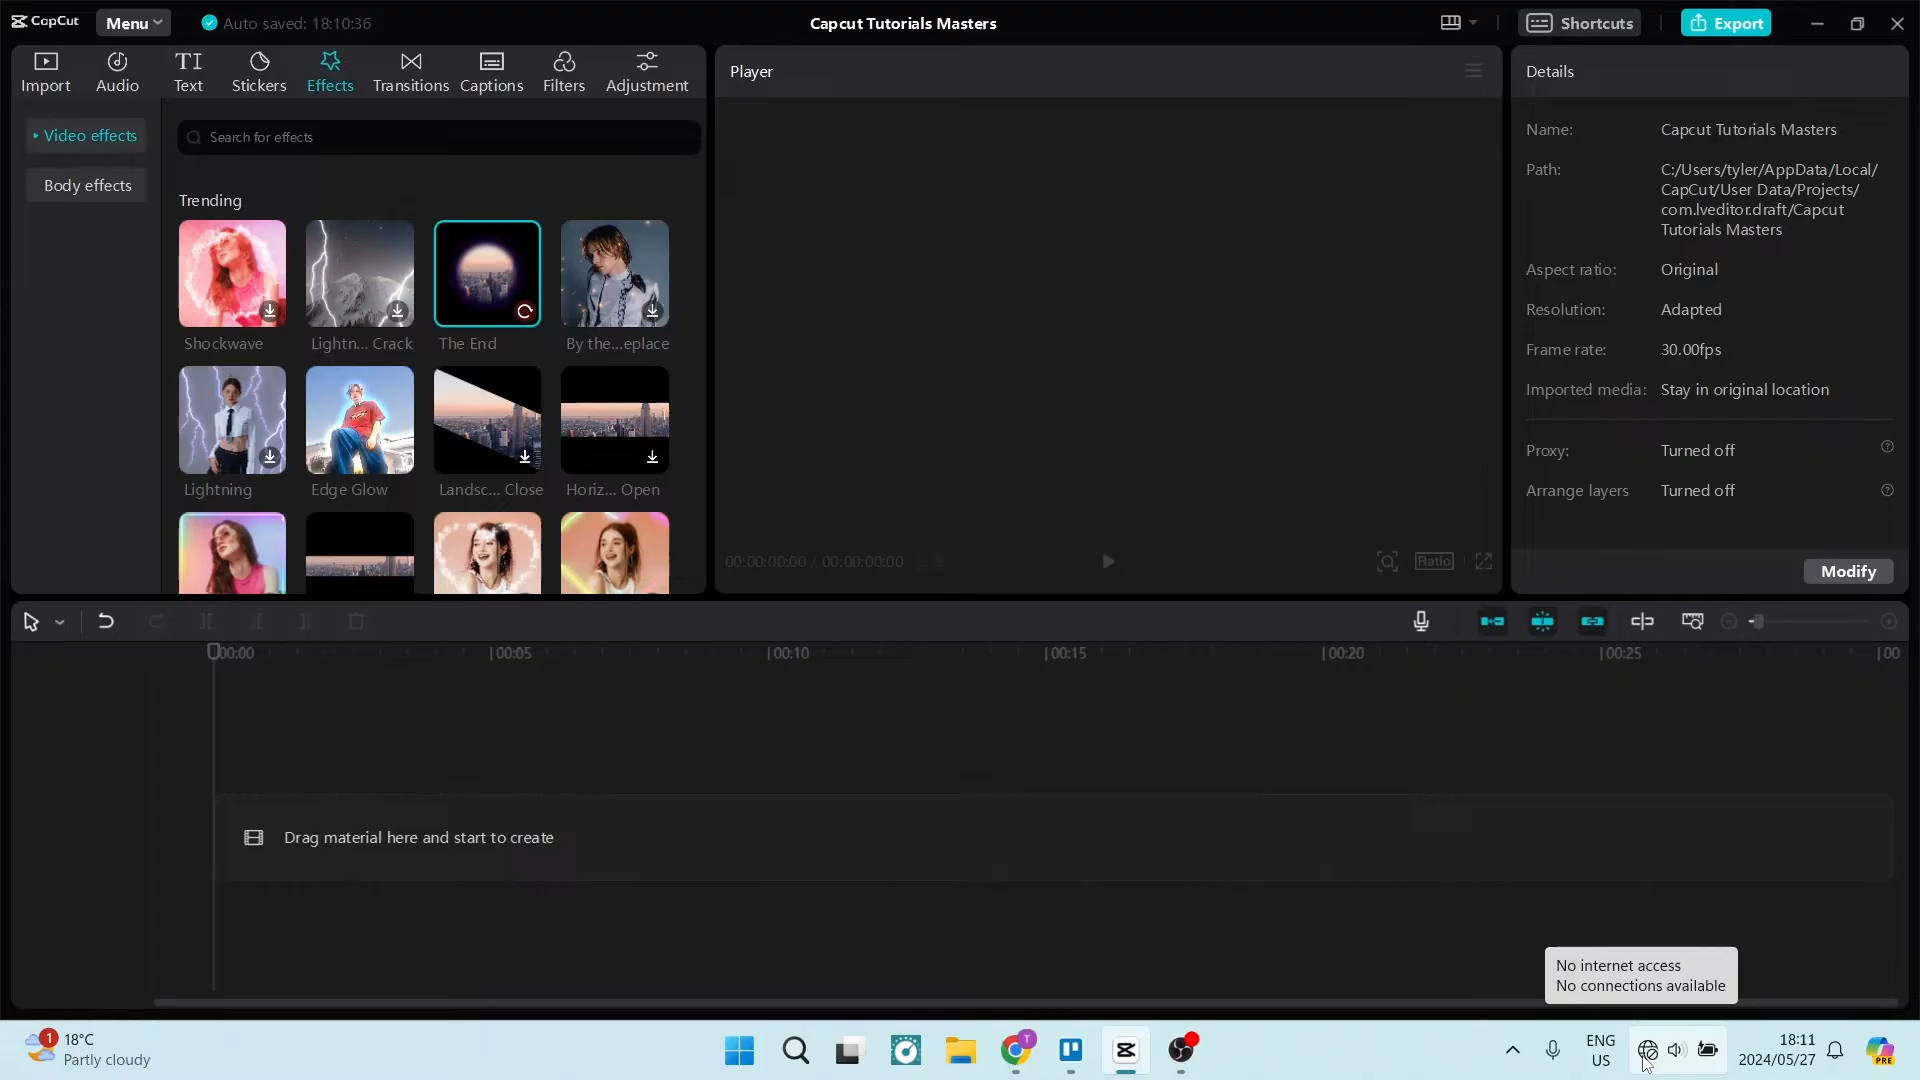 CapCut
Menu
Auto saved: 18:10:36
Capcut Tutorials Masters
Shortcuts
Export
Import
Audio
Text
Stickers
Effects
Transitions
Captions
Filters
Adjustment
Video effects
Body effects
Search for effects
Trending
Shockwave
Lightn... Crack
The End
By the...eplace
Lightning
Edge Glow
Landsc... Close
Horiz... Open
Player
00:00:00:00 / 00:00:00:00
Ratio
Details
Name: Capcut Tutorials Masters
Path: C:/Users/tyler/AppData/Local/
CapCut/User Data/Projects/
com.lveditor.draft/Capcut
Tutorials Masters
Aspect ratio: Original
Resolution: Adapted
Frame rate: 30.00fps
Imported media: Stay in original location
Proxy: Turned off
Arrange layers Turned off
Modify
00:00 00:05 00:10 00:15 00:20 00:25 00
Drag material here and start to create
No internet access
No connections available
1
18°C
Partly cloudy
T
ENG
US
18:11
2024/05/27
PRE